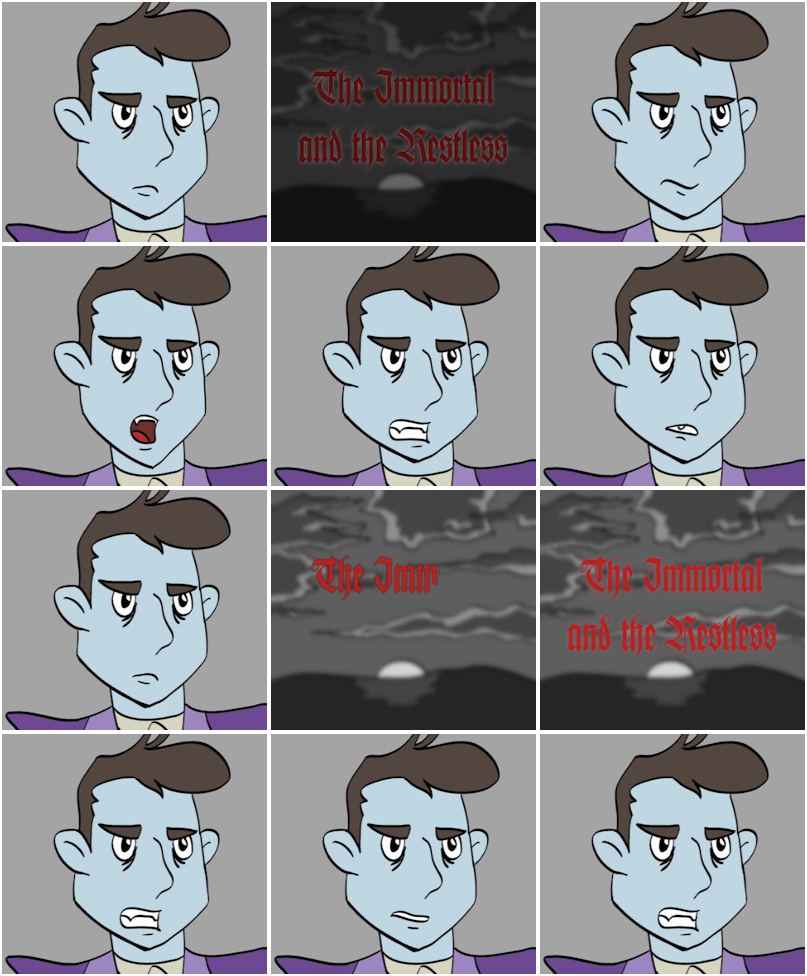 The Immortal
and the Restless
The Imm
The Immortal
and the Restless